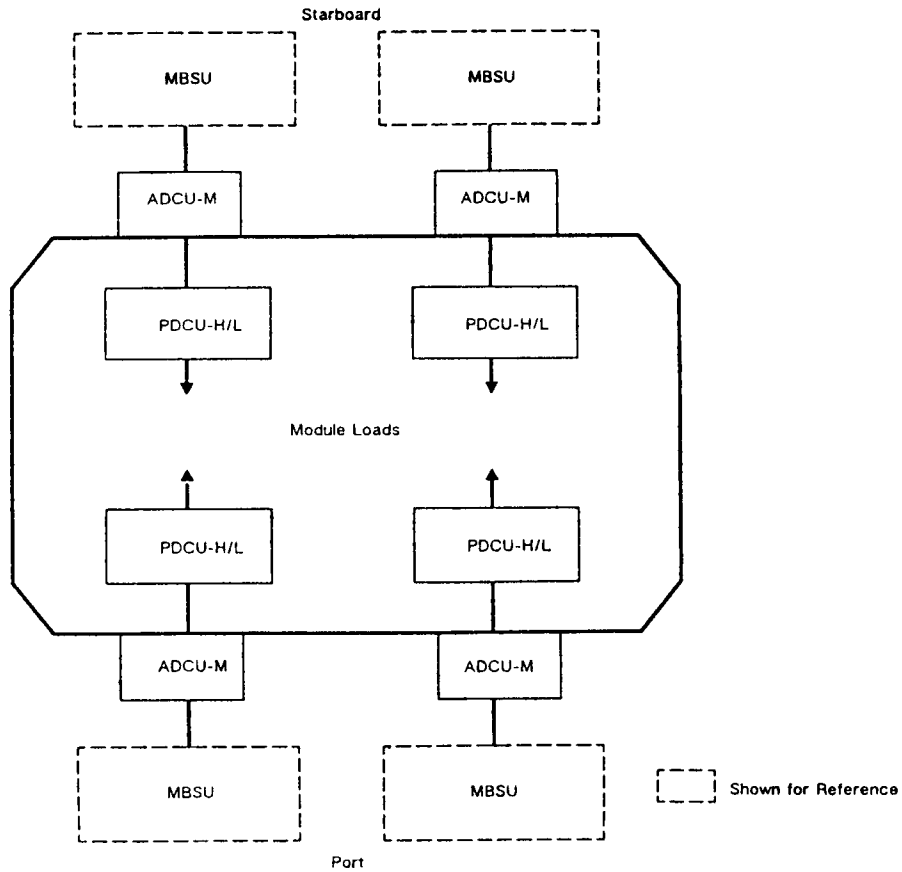 Starboard
MBSU
MBSU
ADCU-M
ADCU-M
PDCU-H/L
PDCU-H/L
Module Loads
PDCU-H/L
PDCU-H/L
ADCU-M
ADCU-M
MBSU
MBSU
Shown for Reference
Port